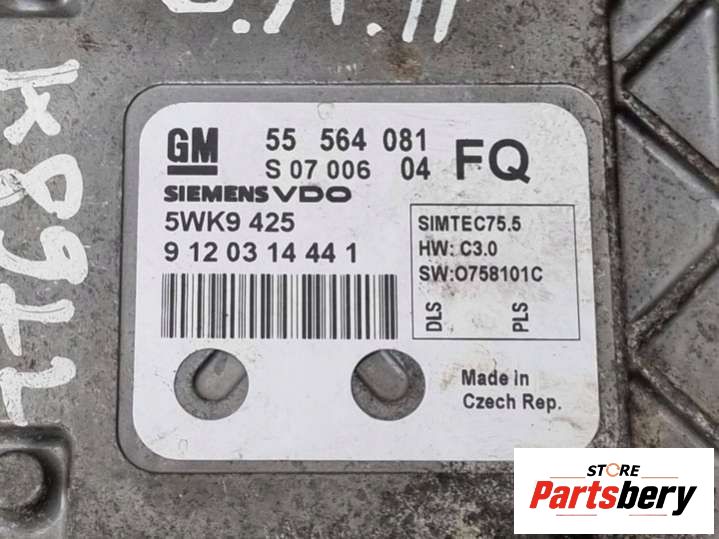 GM
55 564 081
S 07 006 04 FQ
SIEMENS VDO
5WK9 425
9 12 03 14 44 1
SIMTEC75.5
HW: C3.0
SW:O758101C
DLS
PLS
Made in
Czech Rep.
STORE
Partsbery